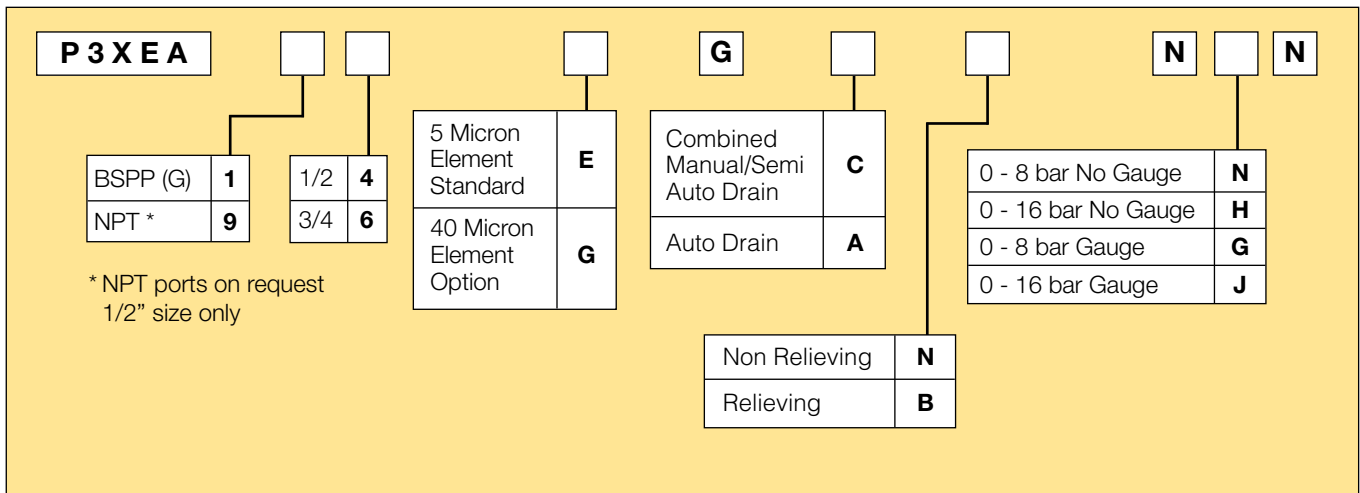 P 3 X E A G N N
BSPP (G) 1
NPT * 9
1/2 4
3/4 6
* NPT ports on request
1/2” size only
5 Micron
Element
Standard
E
40 Micron
Element
Option
G
Combined
Manual/Semi
Auto Drain
C
Auto Drain A
Non Relieving N
Relieving B
0 - 8 bar No Gauge N
0 - 16 bar No Gauge H
0 - 8 bar Gauge G
0 - 16 bar Gauge J